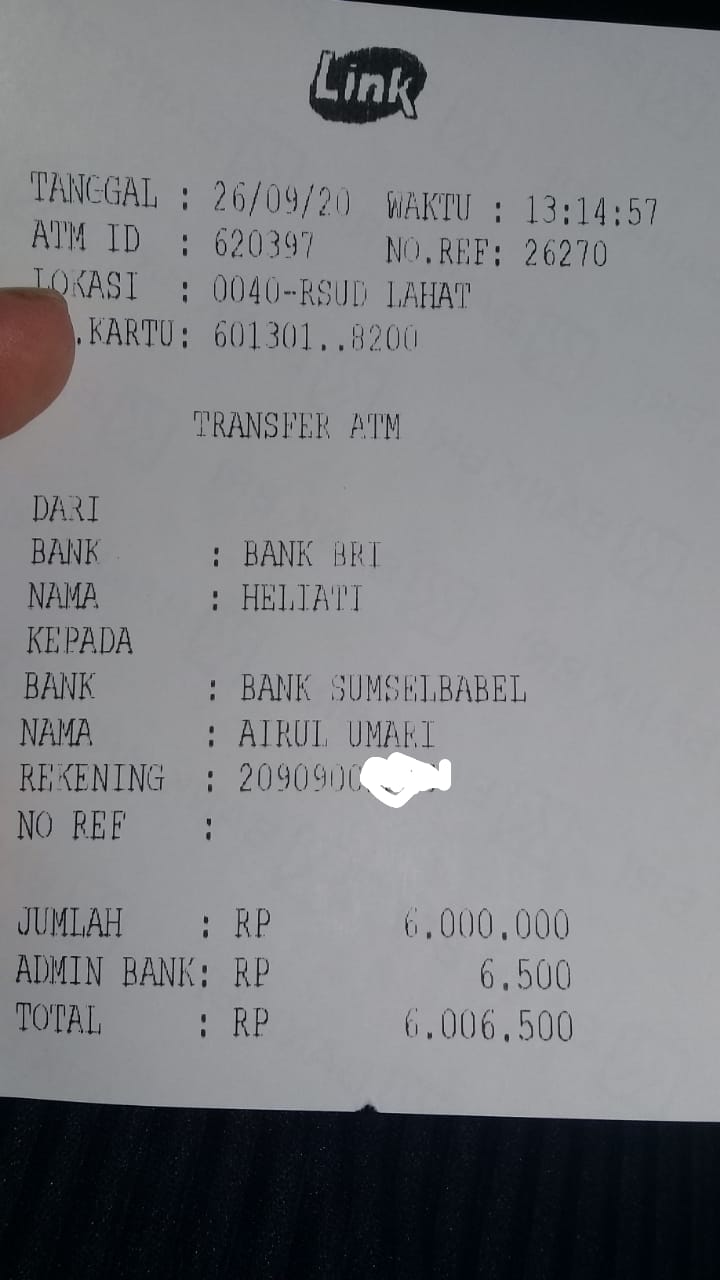 Link
TANGGAL : 26/09/20 WAKTU : 13:14:57
ATM ID : 620397 NO.REF: 26270
LOKASI : 0040-RSUD LAHAT
.KARTU: 601301..8200
TRANSFER ATM
DARI
BANK : BANK BRI
NAMA : HELIATI
KEPADA
BANK : BANK SUMSELBABEL
NAMA : AIRUL UMARI
REKENING : 2090900
NO REF :
JUMLAH : RP 6.000.000
ADMIN BANK: RP 6.500
TOTAL : RP 6.006.500